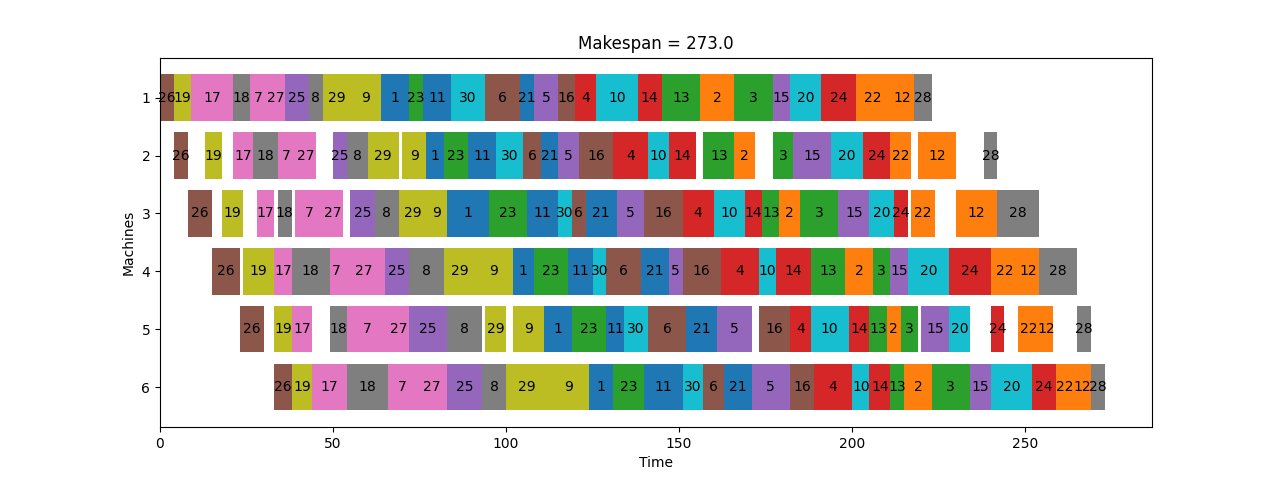 Makespan = 273.0
1 26 19 17 18 7 27 25 8 29 9 1 23 11 30 6 21 5 16 4 10 14 13 2 3 15 20 24 22 12 28
2 26 19 17 18 7 27 25 8 29 9 1 23 11 30 6 21 5 16 4 10 14 13 2 3 15 20 24 22 12 28
3 26 19 17 18 7 27 25 8 29 9 1 23 11 30 6 21 5 16 4 10 14 13 2 3 15 20 24 22 12 28
4 26 19 17 18 7 27 25 8 29 9 1 23 11 30 6 21 5 16 4 10 14 13 2 3 15 20 24 22 12 28
5 26 19 17 18 7 27 25 8 29 9 1 23 11 30 6 21 5 16 4 10 14 13 2 3 15 20 24 22 12 28
6 26 19 17 18 7 27 25 8 29 9 1 23 11 30 6 21 5 16 4 10 14 13 2 3 15 20 24 22 12 28
Machines
0 50 100 150 200 250
Time